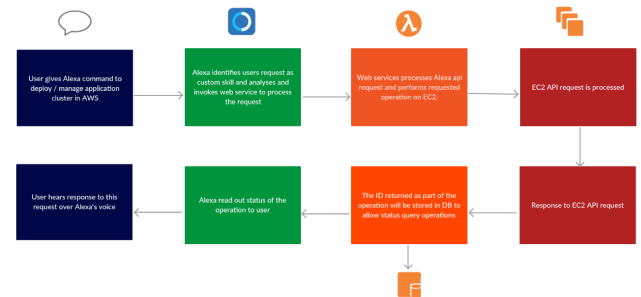 User gives Alexa command to
deploy / manage application
cluster in AWS
Alexa identifies users request as
custom skill and analyses and
invokes web service to process
the request
Web services processes Alexa api
request and performs requested
operation on EC2.
EC2 API request is processed
User hears response to this
request over Alexa's voice
Alexa read out status of the
operation to user
The ID returned as part of the
operation will be stored in DB to
allow status query operations
Response to EC2 API request